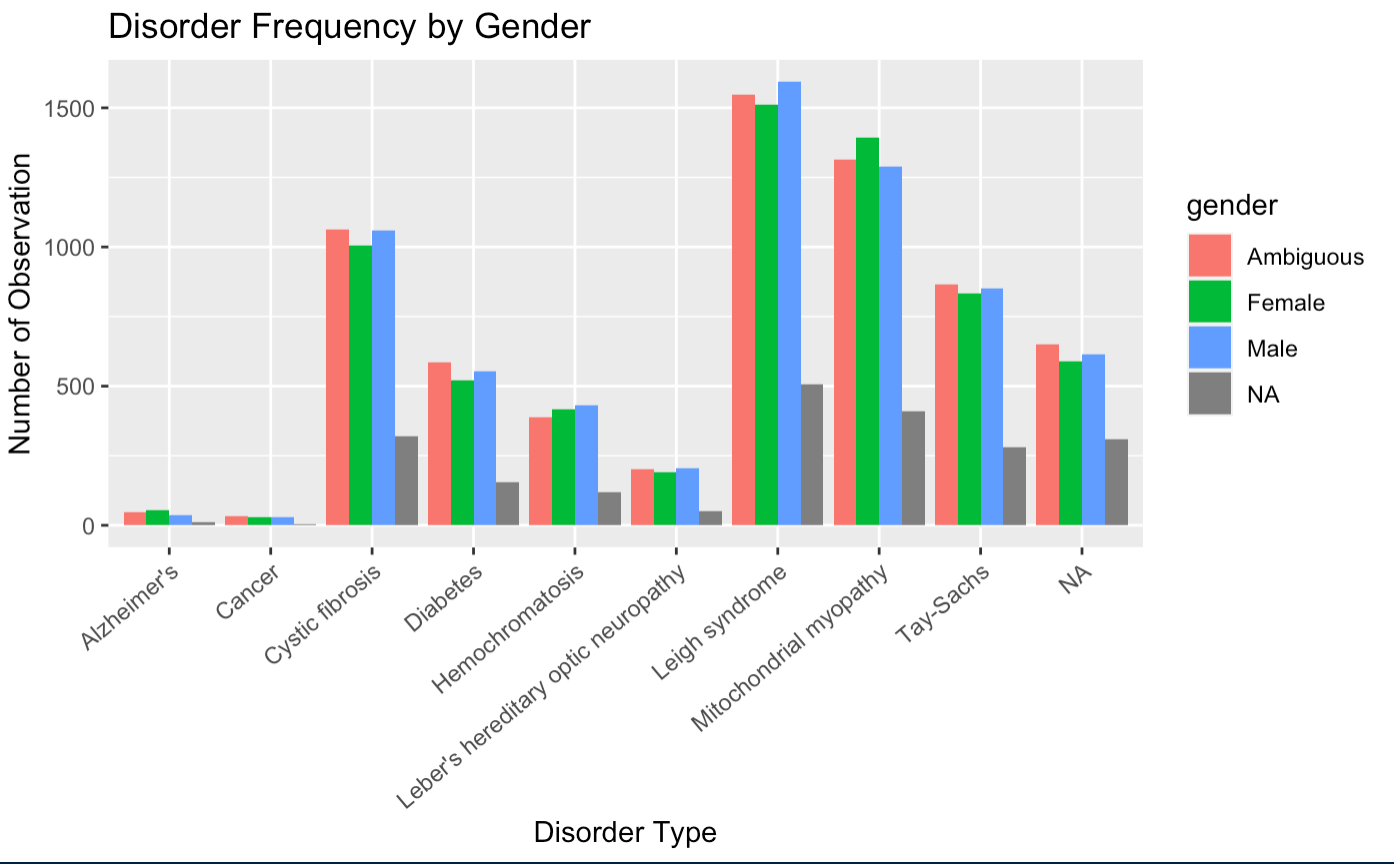 Disorder Frequency by Gender
Number of Observation
1500
1000
500
0
Alzheimer's
Cancer
Cystic fibrosis
Diabetes
Hemochromatosis
Leber's hereditary optic neuropathy
Leigh syndrome
Mitochondrial myopathy
Tay-Sachs
NA
Disorder Type
gender
Ambiguous
Female
Male
NA